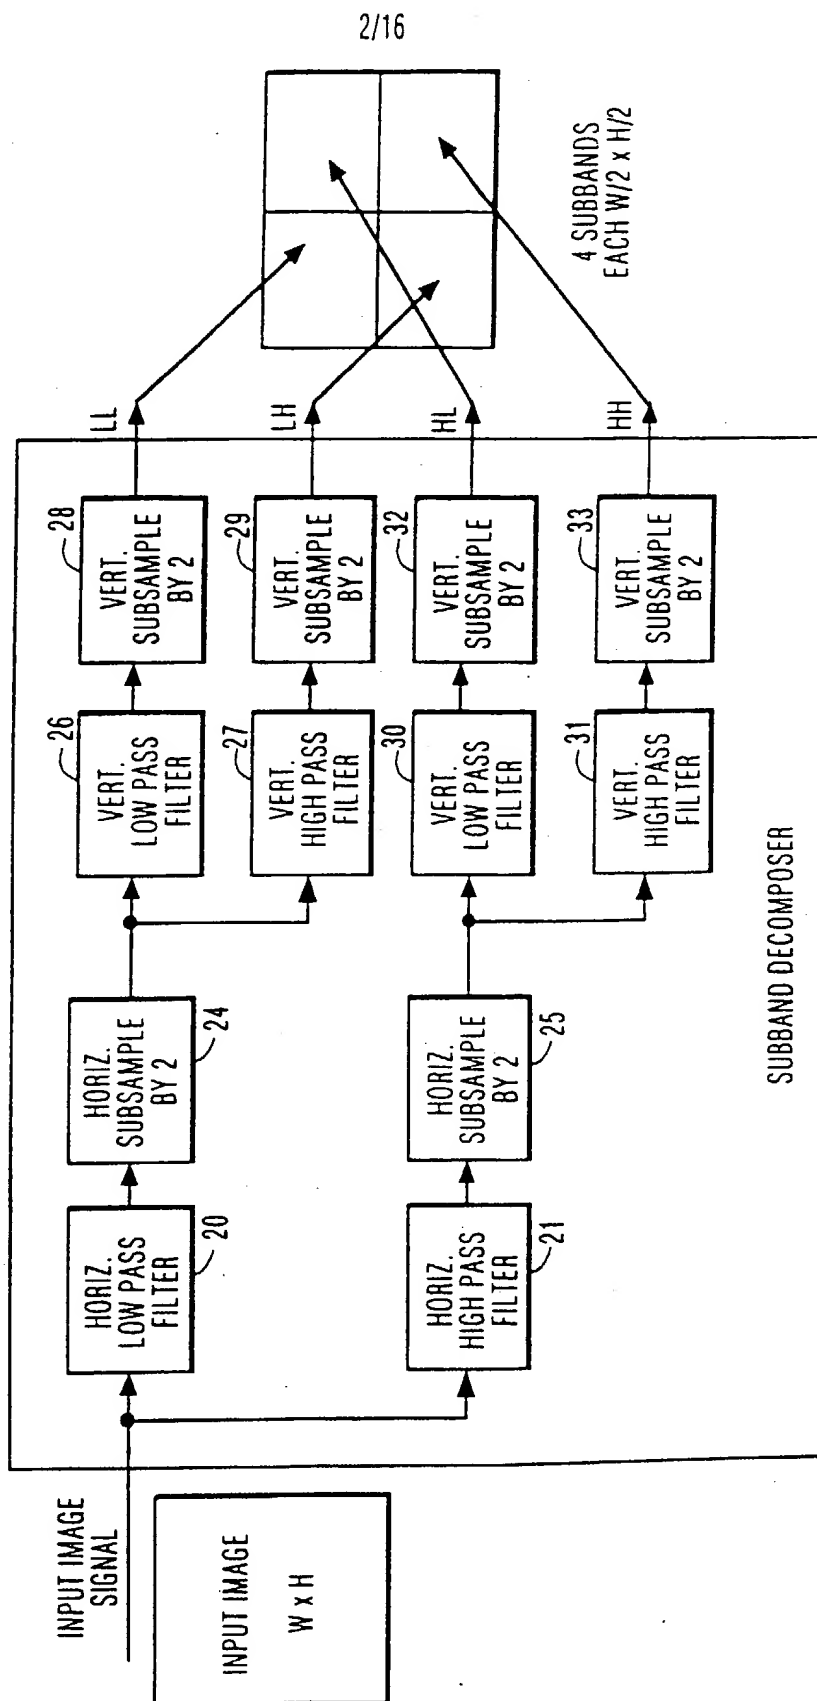 2/16
INPUT IMAGE
SIGNAL
INPUT IMAGE
W x H
HORIZ.
LOW PASS
FILTER
20
HORIZ.
SUBSAMPLE
BY 2
24
VERT.
LOW PASS
FILTER
26
VERT.
SUBSAMPLE
BY 2
28
LL
VERT.
HIGH PASS
FILTER
27
VERT.
SUBSAMPLE
BY 2
29
LH
HORIZ.
HIGH PASS
FILTER
21
HORIZ.
SUBSAMPLE
BY 2
25
VERT.
LOW PASS
FILTER
30
VERT.
SUBSAMPLE
BY 2
32
HL
VERT.
HIGH PASS
FILTER
31
VERT.
SUBSAMPLE
BY 2
33
HH
4 SUBBANDS
EACH W/2 x H/2
SUBBAND DECOMPOSER